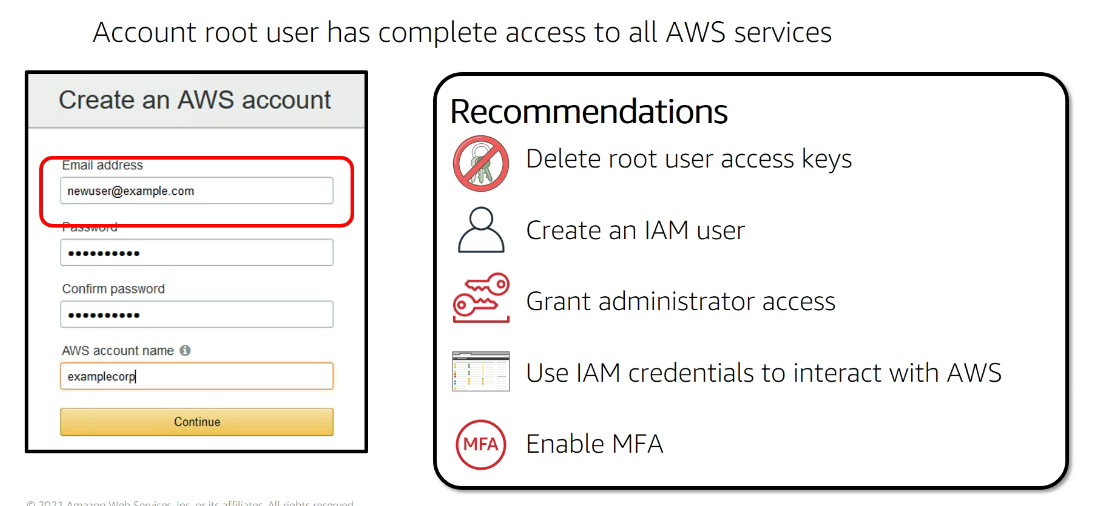 Account root user has complete access to all AWS services
Create an AWS account
Email address
newuser@example.com
Password
••••••••••
Confirm password
••••••••••
AWS account name
examplecorp
Continue
Recommendations
Delete root user access keys
Create an IAM user
Grant administrator access
Use IAM credentials to interact with AWS
MFA
Enable MFA
© 2021 Amazon Web Services, Inc. or its affiliates. All rights reserved.